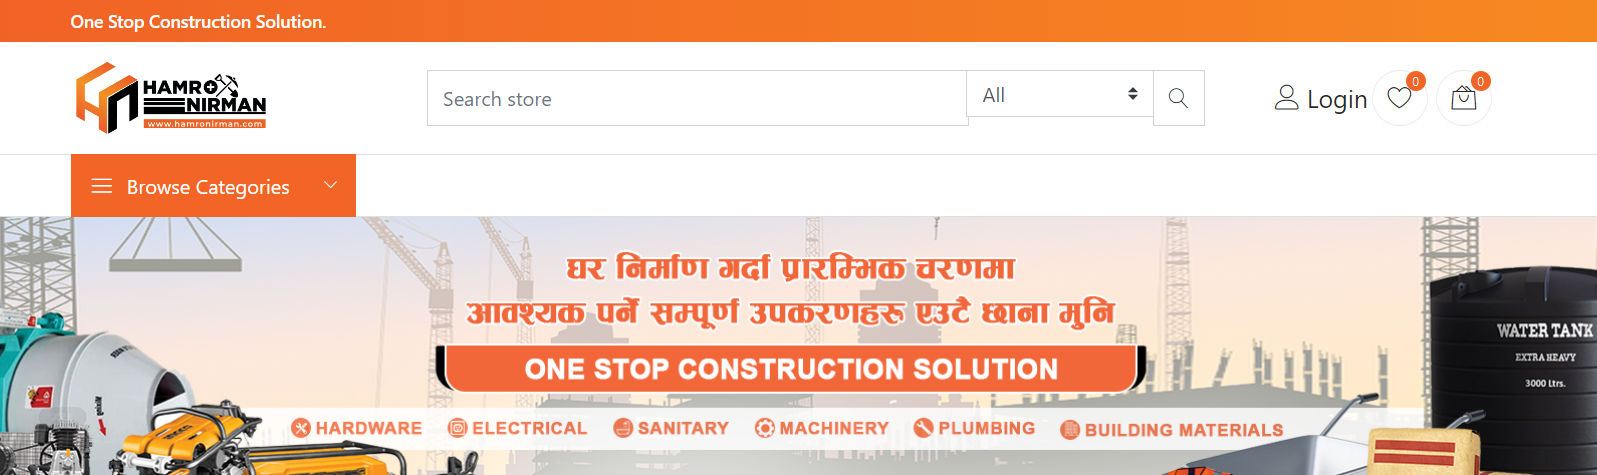 One Stop Construction Solution.
HAMRO
NIRMAN
www.hamronirman.com
Search store
All
Login
0
0
Browse Categories
घर निर्माण गर्दा प्रारम्भिक चरणमा
आवश्यक पर्ने सम्पूर्ण उपकरणहरू एउटै छाना मुनि
ONE STOP CONSTRUCTION SOLUTION
HARDWARE ELECTRICAL SANITARY MACHINERY PLUMBING BUILDING MATERIALS
WATER TANK
EXTRA HEAVY
3000 Ltrs.